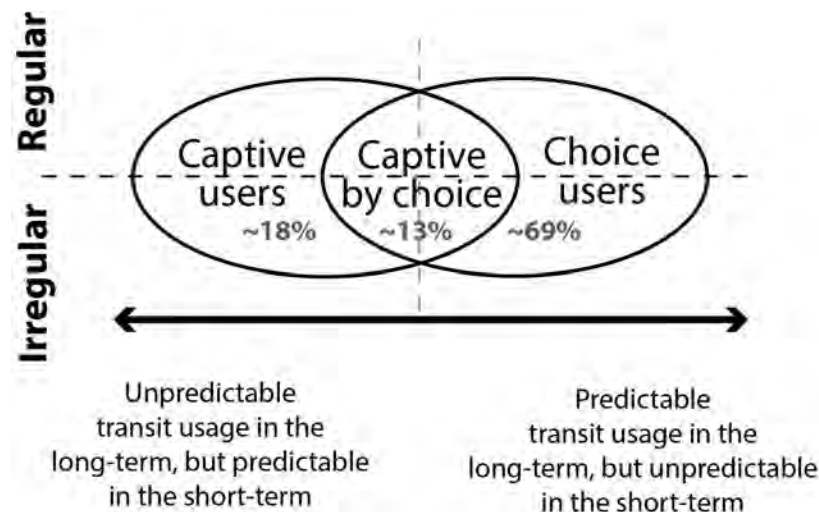 Regular
Irregular
Captive
users
~18%
Captive
by choice
~13%
Choice
users
~69%
Unpredictable
transit usage in the
long-term, but predictable
in the short-term
Predictable
transit usage in the
long-term, but unpredictable
in the short-term